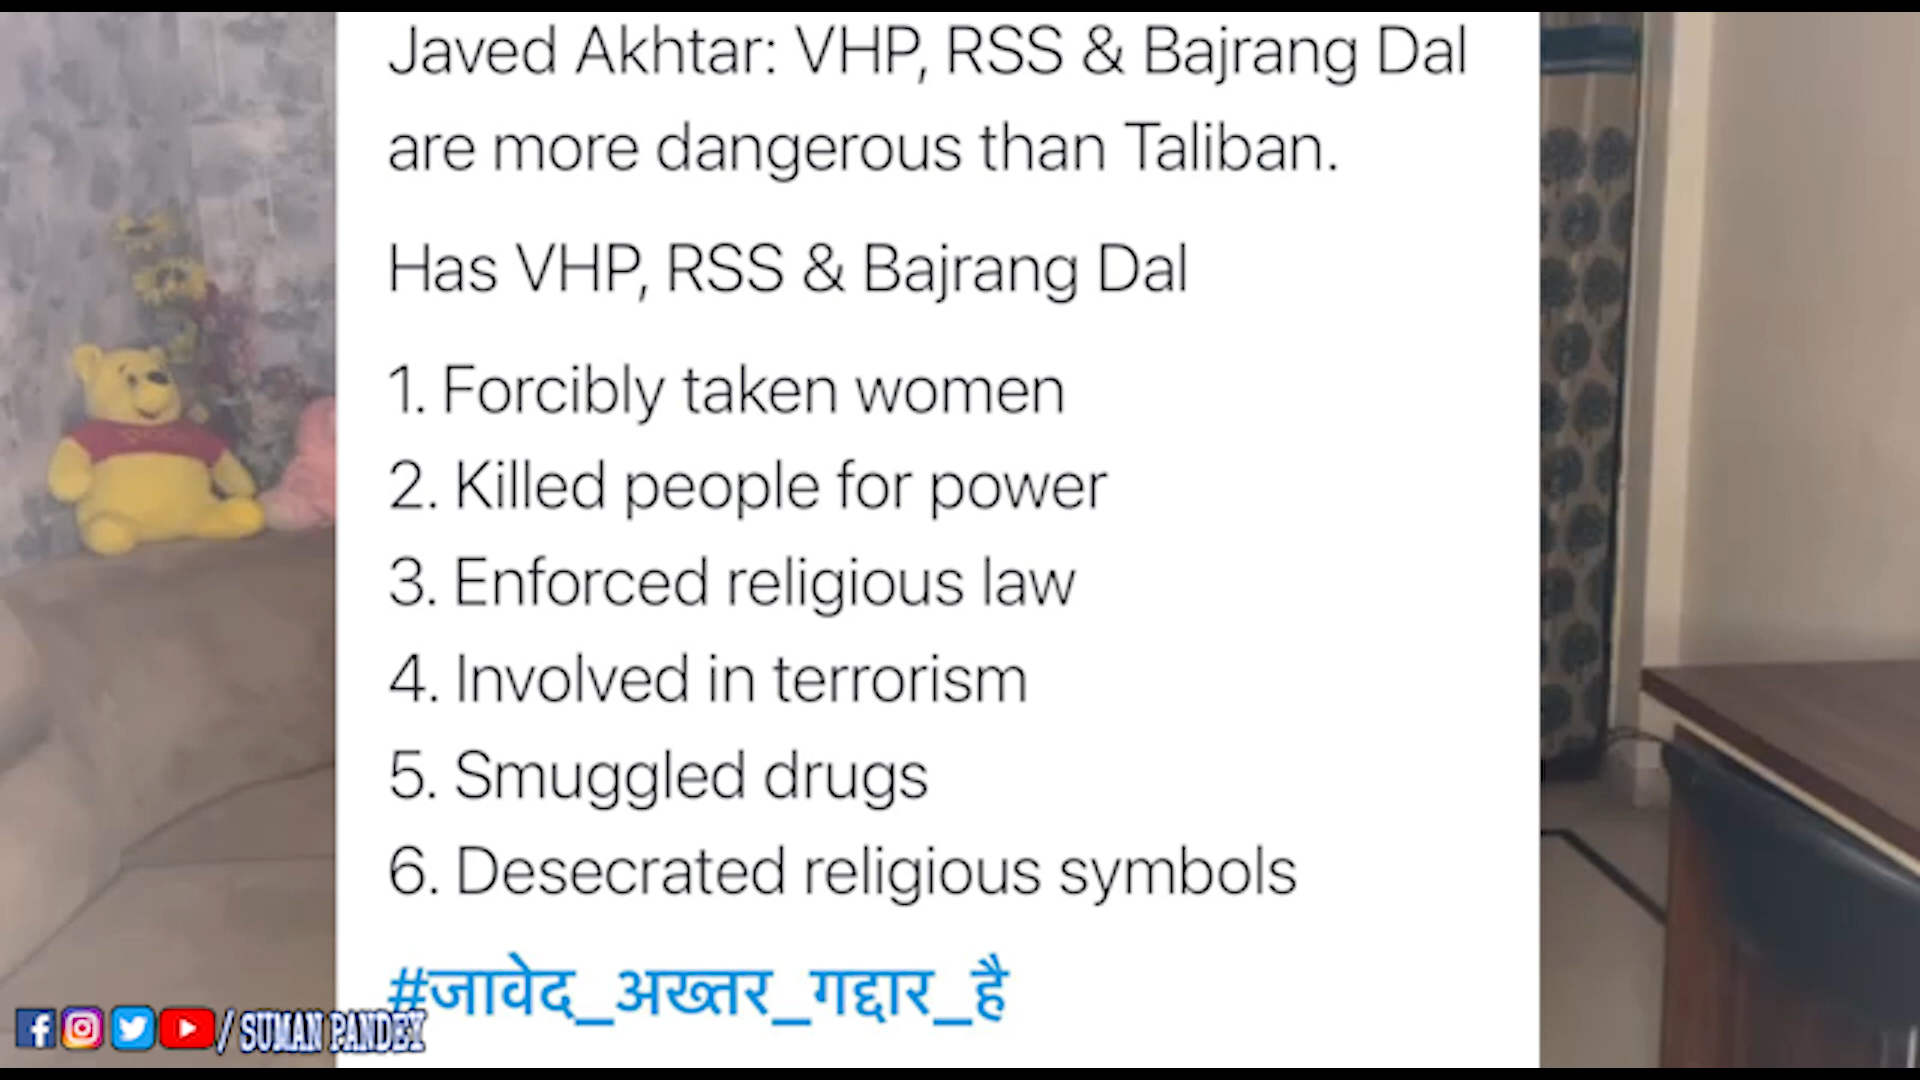 Javed Akhtar: VHP, RSS & Bajrang Dal
are more dangerous than Taliban.
Has VHP, RSS & Bajrang Dal
1. Forcibly taken women
2. Killed people for power
3. Enforced religious law
4. Involved in terrorism
5. Smuggled drugs
6. Desecrated religious symbols
#जावेद_अख्तर_गद्दार_है
/ SUMAN PANDEY